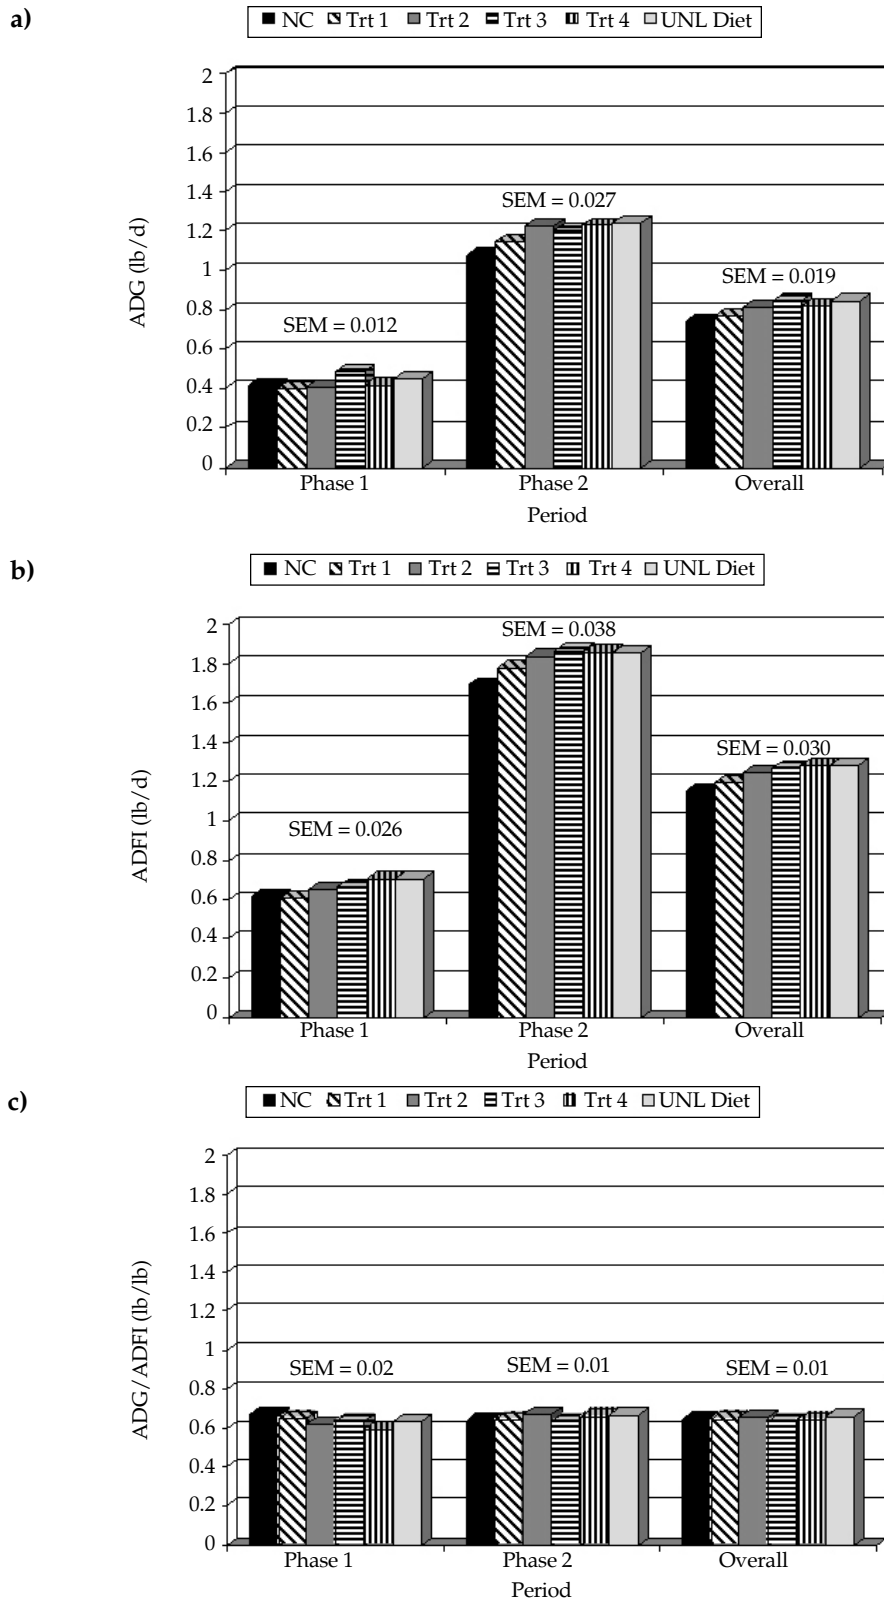 a)
NC Trt 1 Trt 2 Trt 3 Trt 4 UNL Diet
2
1.8
1.6
1.4
1.2
1
0.8
0.6
0.4
0.2
0
ADG (lb/d)
SEM = 0.012
SEM = 0.027
SEM = 0.019
Phase 1 Phase 2 Overall
Period
b)
NC Trt 1 Trt 2 Trt 3 Trt 4 UNL Diet
2
1.8
1.6
1.4
1.2
1
0.8
0.6
0.4
0.2
0
ADFI (lb/d)
SEM = 0.026
SEM = 0.038
SEM = 0.030
Phase 1 Phase 2 Overall
Period
c)
NC Trt 1 Trt 2 Trt 3 Trt 4 UNL Diet
2
1.8
1.6
1.4
1.2
1
0.8
0.6
0.4
0.2
0
ADG/ADFI (lb/lb)
SEM = 0.02
SEM = 0.01
SEM = 0.01
Phase 1 Phase 2 Overall
Period